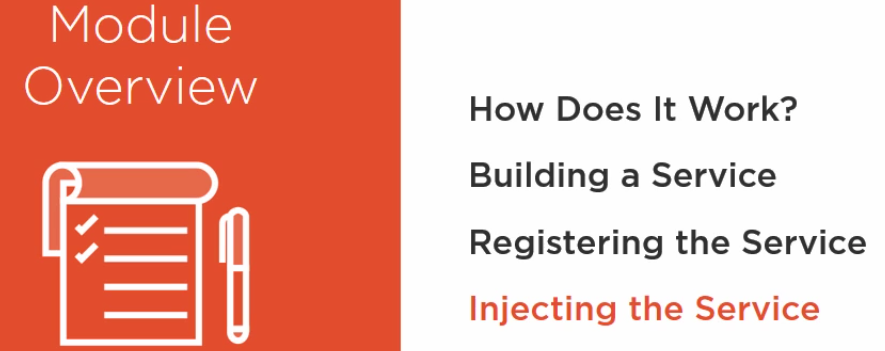 Module
Overview
How Does It Work?
Building a Service
Registering the Service
Injecting the Service